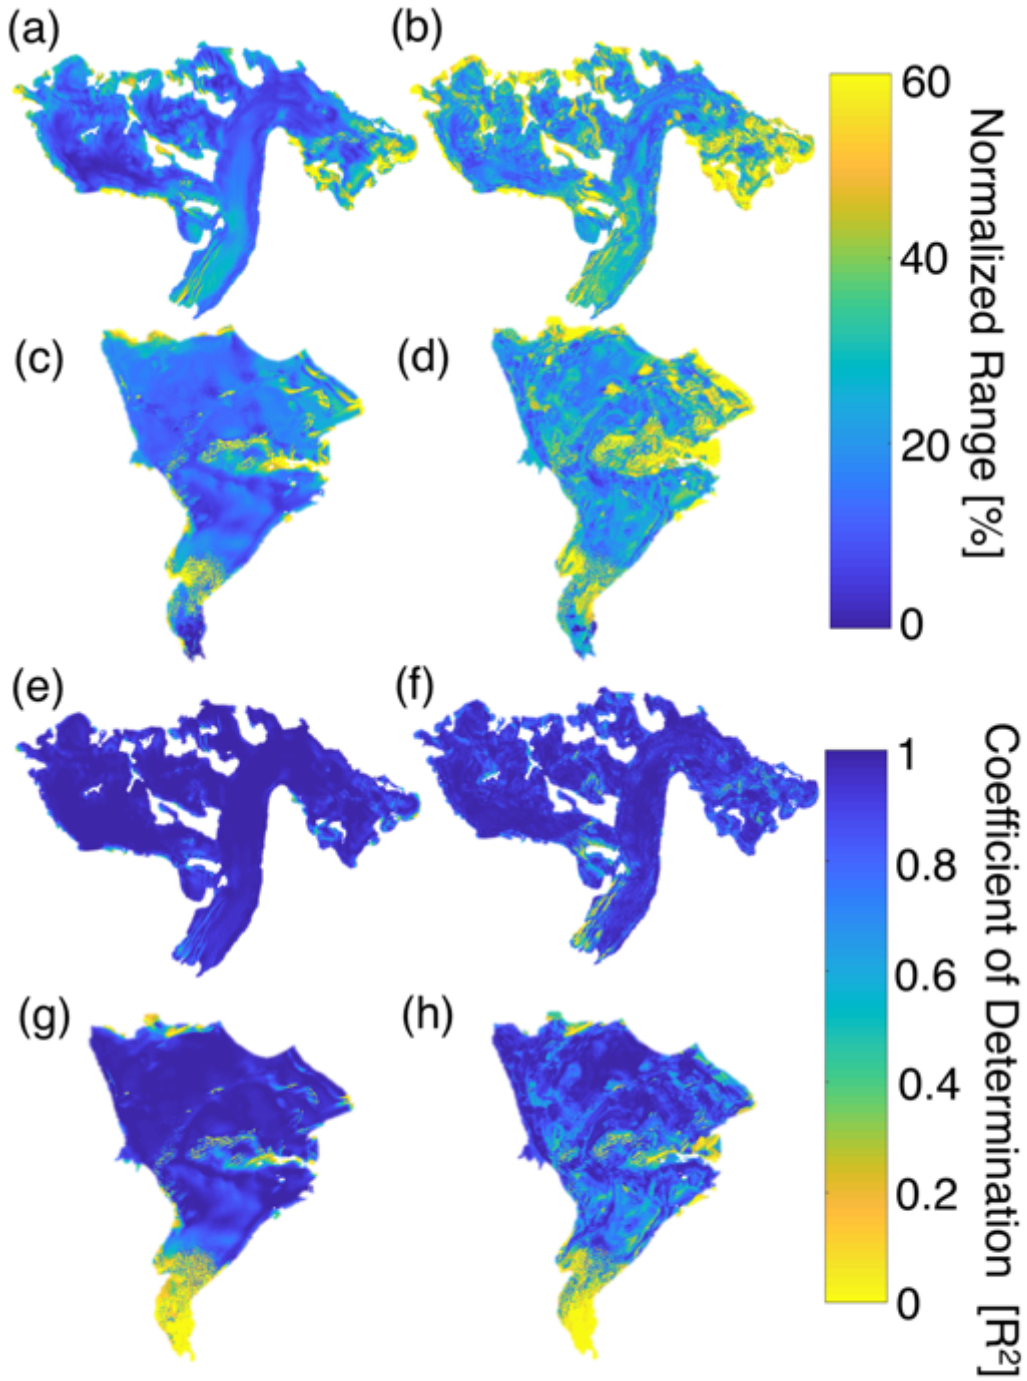 (a)
(b)
60
40
20
0
Normalized Range [%]
(c)
(d)
(e)
(f)
1
0.8
0.6
0.4
0.2
0
Coefficient of Determination [R²]
(g)
(h)